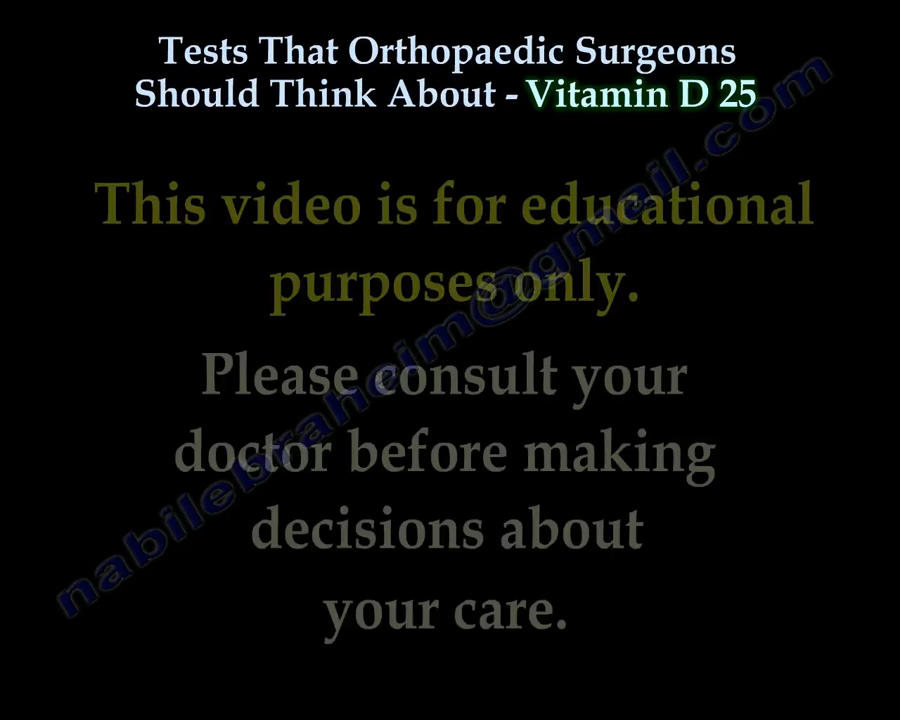 Tests That Orthopaedic Surgeons
Should Think About - Vitamin D 25
This video is for educational
purposes only.
Please consult your
doctor before making
decisions about
your care.
nabilebraheim@gmail.com